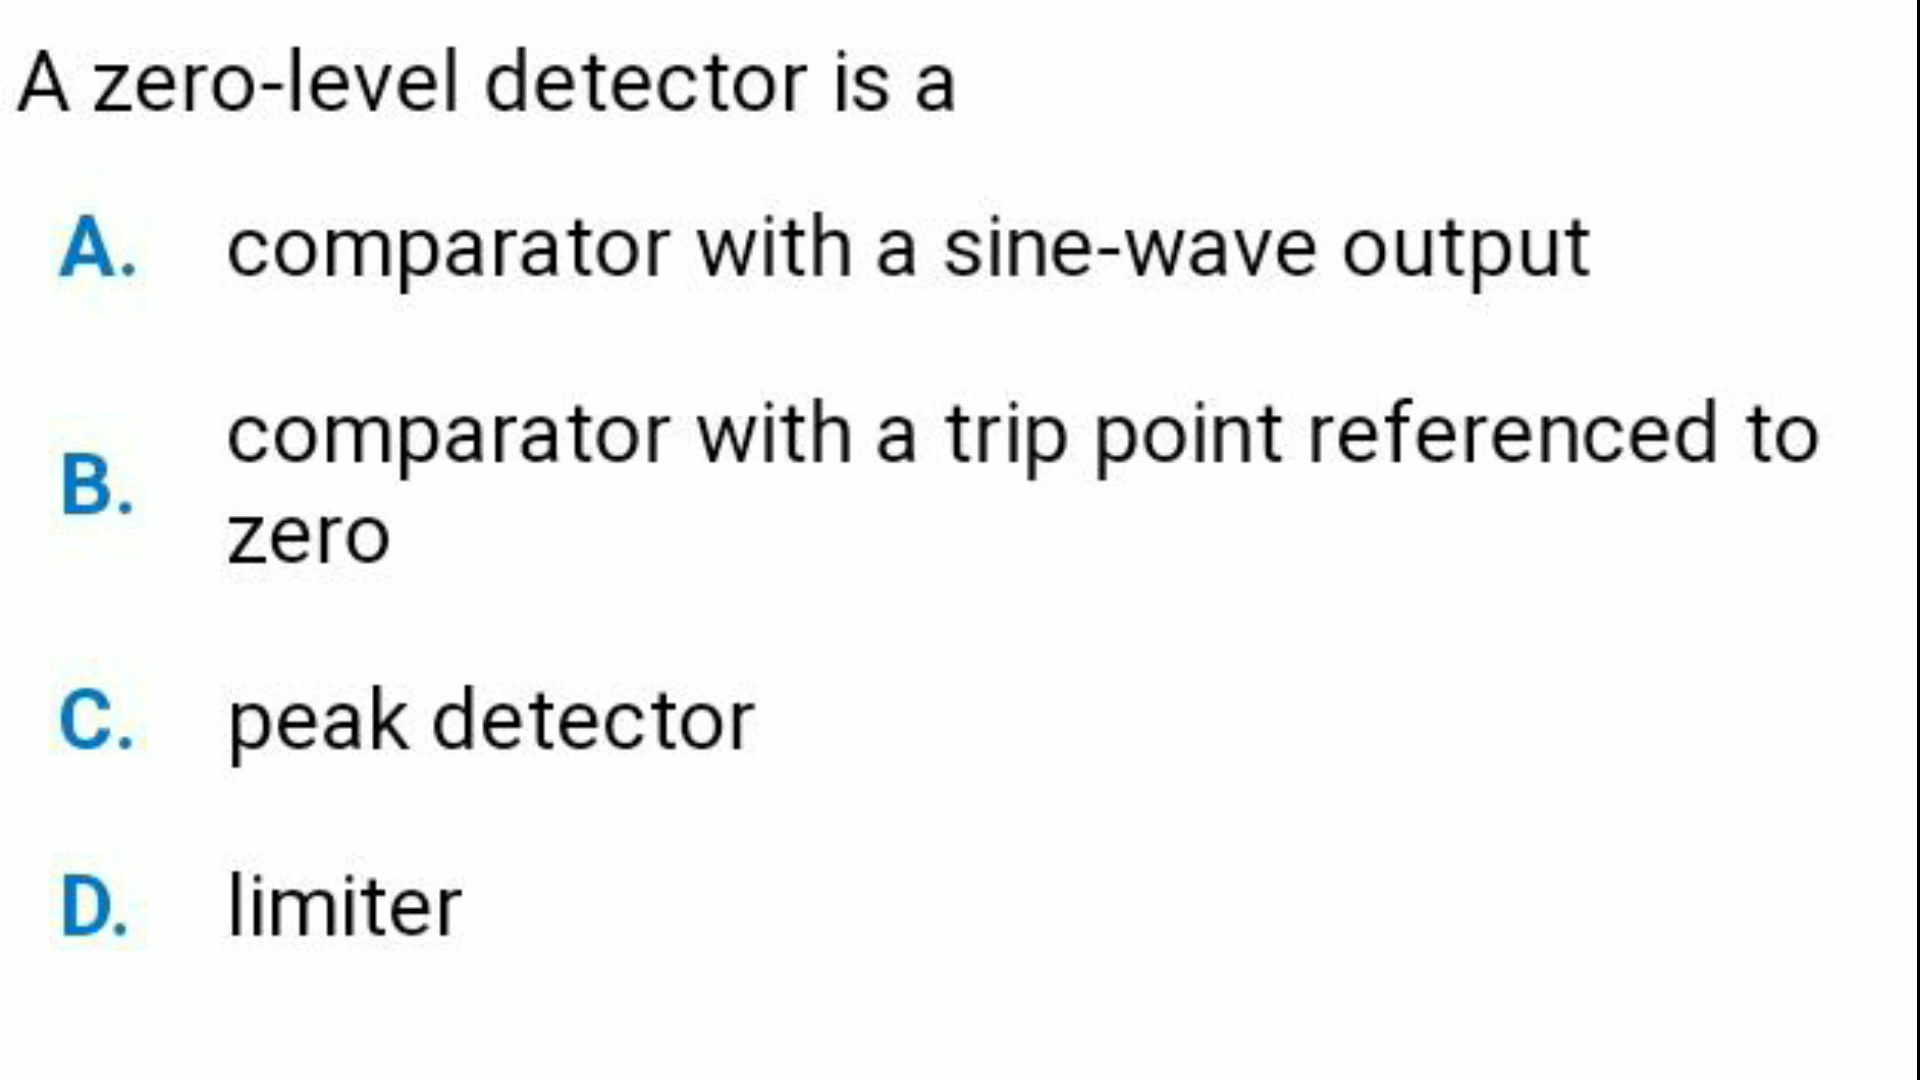 A zero-level detector is a
A. comparator with a sine-wave output
B. comparator with a trip point referenced to
zero
C. peak detector
D. limiter